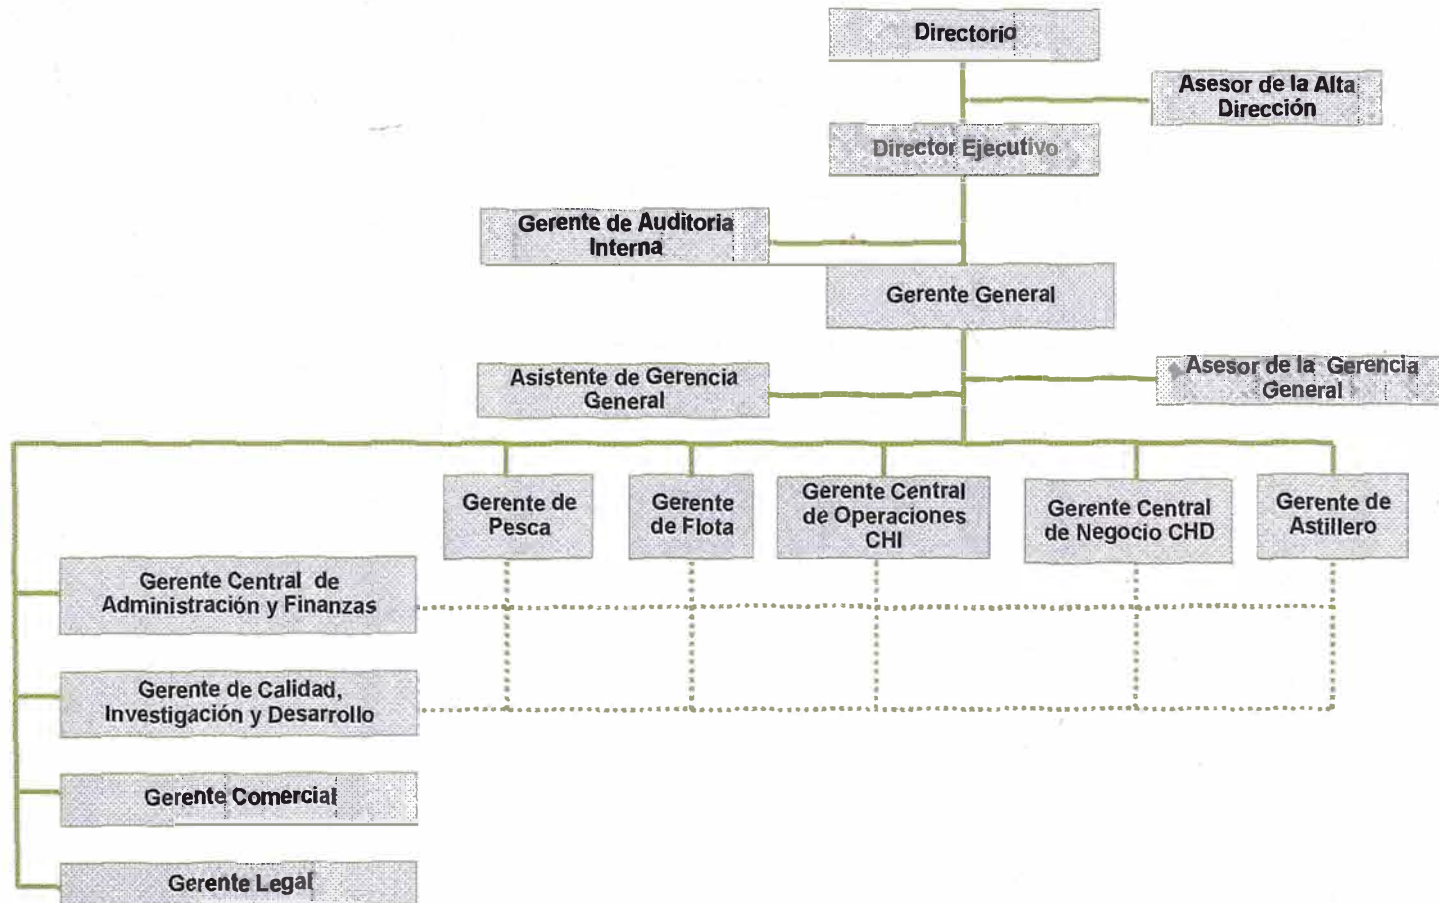 Directorio
Asesor de la Alta
Dirección
Director Ejecutivo
Gerente de Auditoria
Interna
Gerente General
Asistente de Gerencia
General
Asesor de la Gerencia
General
Gerente de
Pesca
Gerente
de Flota
Gerente Central
de Operaciones
CHI
Gerente Central
de Negocio CHD
Gerente de
Astillero
Gerente Central de
Administración y Finanzas
Gerente de Calidad,
Investigación y Desarrollo
Gerente Comercial
Gerente Legal